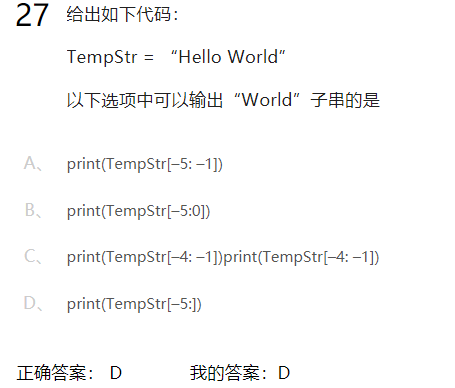 27 给出如下代码：
TempStr = “Hello World”
以下选项中可以输出“World”子串的是
A、 print(TempStr[–5: –1])
B、 print(TempStr[–5:0])
C、 print(TempStr[–4: –1])print(TempStr[–4: –1])
D、 print(TempStr[–5:])
正确答案： D 我的答案：D